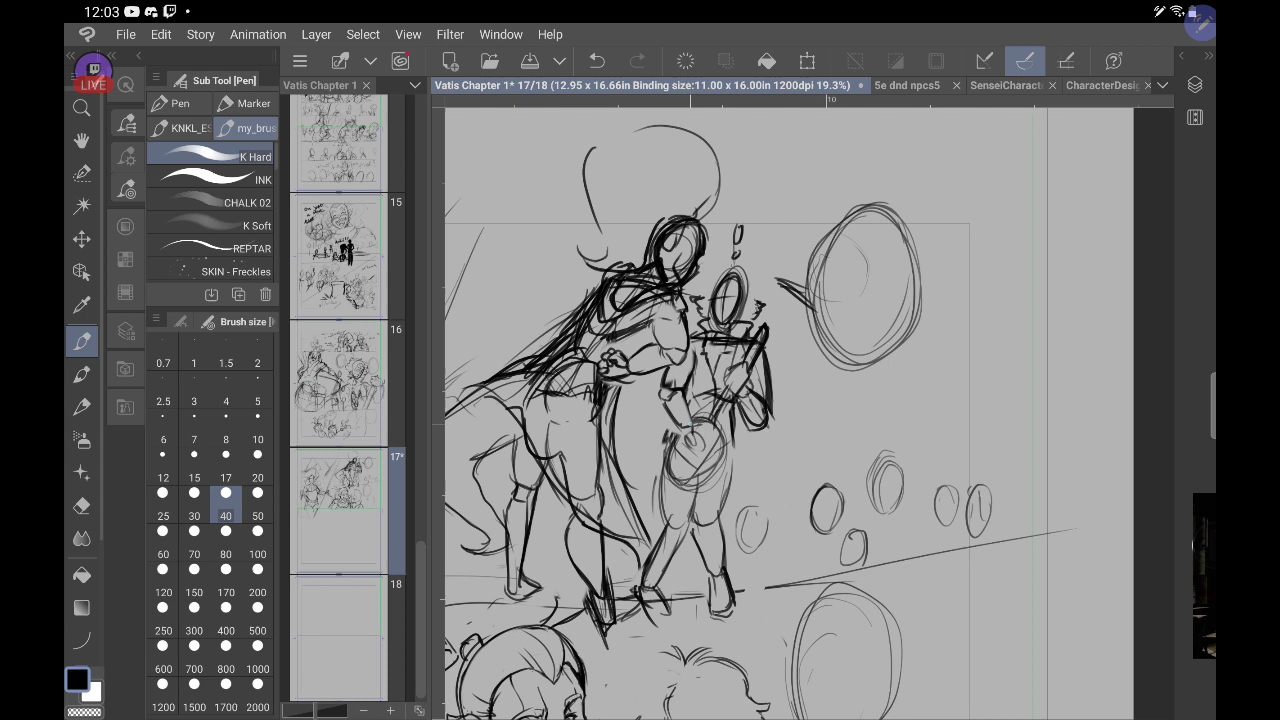 12:03
File Edit Story Animation Layer Select View Filter Window Help
LIVE
Sub Tool [Pen]
Vatis Chapter 1
Vatis Chapter 1* 17/18 (12.95 x 16.66in Binding size:11.00 x 16.00in 1200dpi 19.3%)
5e dnd npcs5
SenselCharact
CharacterDesig
Pen
Marker
KNKL_ES
my_brus
10
K Hard
INK
CHALK 02
K Soft
REPTAR
SKIN - Freckles
Brush size [
0.7 1 1.5 2
2.5 3 4 5
6 7 8 10
12 15 17 20
25 30 40 50
60 70 80 100
120 150 170 200
250 300 400 500
600 700 800 1000
1200 1500 1700 2000
15
16
17*
18